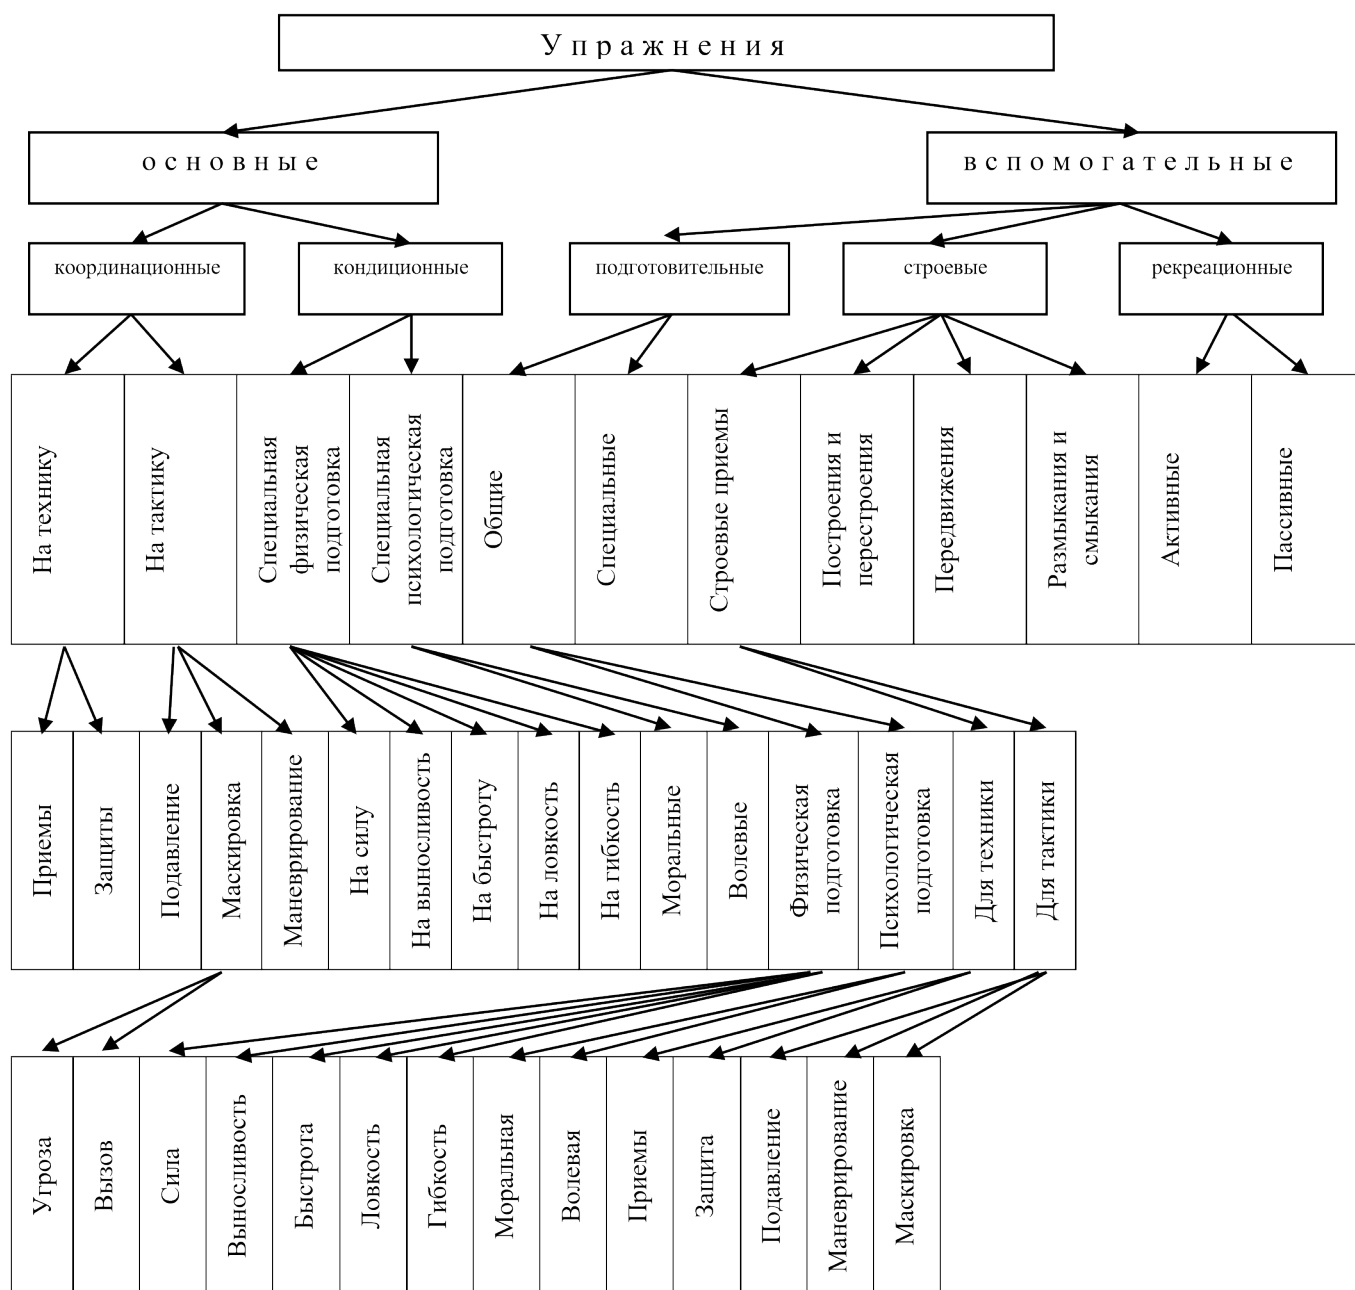 Упражнения
основные
вспомогательные
координационные
кондиционные
подготовительные
строевые
рекреационные
На технику
На тактику
Специальная
физическая
подготовка
Специальная
психологическая
подготовка
Общие
Специальные
Строевые приемы
Построения и
перестроения
Передвижения
Размыкания и
смыкания
Активные
Пассивные
Приемы
Защиты
Подавление
Маскировка
Маневрирование
На силу
На выносливость
На быстроту
На ловкость
На гибкость
Моральные
Волевые
Физическая
подготовка
Психологическая
подготовка
Для техники
Для тактики
Угроза
Вызов
Сила
Выносливость
Быстрота
Ловкость
Гибкость
Моральная
Волевая
Приемы
Защита
Подавление
Маневрирование
Маскировка